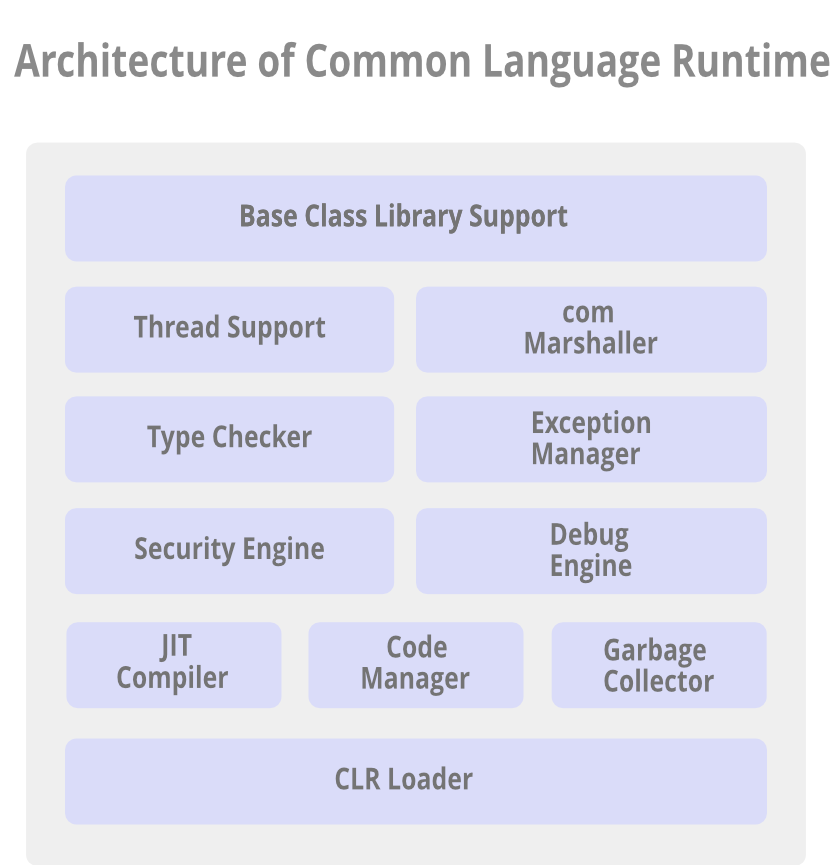 Architecture of Common Language Runtime
Base Class Library Support
Thread Support
com
Marshaller
Type Checker
Exception
Manager
Security Engine
Debug
Engine
JIT
Compiler
Code
Manager
Garbage
Collector
CLR Loader